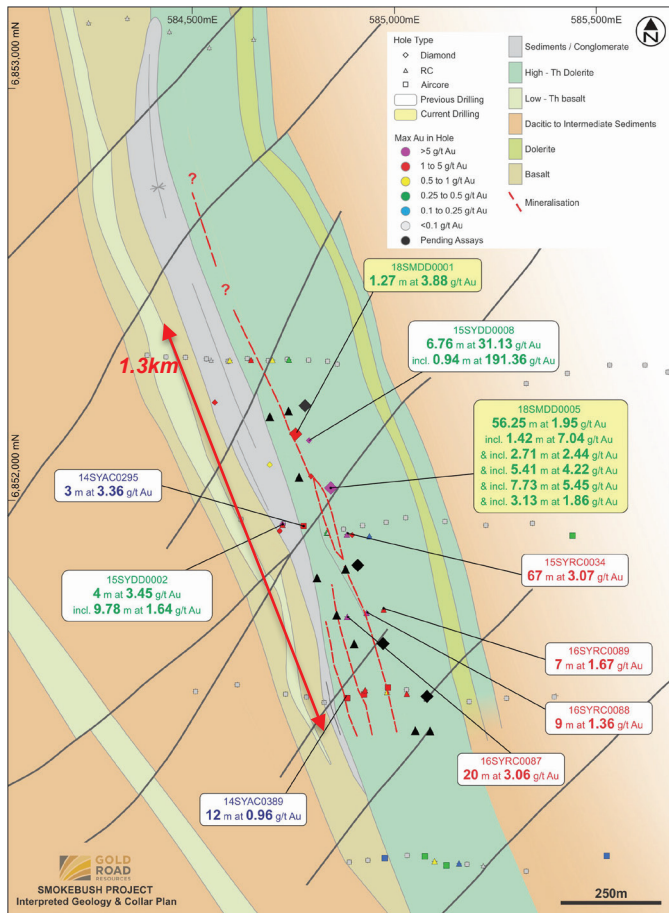 584,500mE
585,000mE
585,500mE
6,853,000 mN
6,852,000 mN
N
Hole Type
Diamond
RC
Aircore
Previous Drilling
Current Drilling
Max Au in Hole
>5 g/t Au
1 to 5 g/t Au
0.5 to 1 g/t Au
0.25 to 0.5 g/t Au
0.1 to 0.25 g/t Au
<0.1 g/t Au
Pending Assays
Sediments / Conglomerate
High - Th Dolerite
Low - Th basalt
Dacitic to Intermediate Sediments
Dolerite
Basalt
Mineralisation
?
?
1.3km
18SMDD0001
1.27 m at 3.88 g/t Au
15SYDD0008
6.76 m at 31.13 g/t Au
incl. 0.94 m at 191.36 g/t Au
18SMDD0005
56.25 m at 1.95 g/t Au
incl. 1.42 m at 7.04 g/t Au
& incl. 2.71 m at 2.44 g/t Au
& incl. 5.41 m at 4.22 g/t Au
& incl. 7.73 m at 5.45 g/t Au
& incl. 3.13 m at 1.86 g/t Au
14SYAC0295
3 m at 3.36 g/t Au
15SYDD0002
4 m at 3.45 g/t Au
incl. 9.78 m at 1.64 g/t Au
15SYRC0034
67 m at 3.07 g/t Au
16SYRC0089
7 m at 1.67 g/t Au
16SYRC0088
9 m at 1.36 g/t Au
16SYRC0087
20 m at 3.06 g/t Au
14SYAC0389
12 m at 0.96 g/t Au
GOLD
ROAD
RESOURCES
SMOKEBUSH PROJECT
Interpreted Geology & Collar Plan
250m